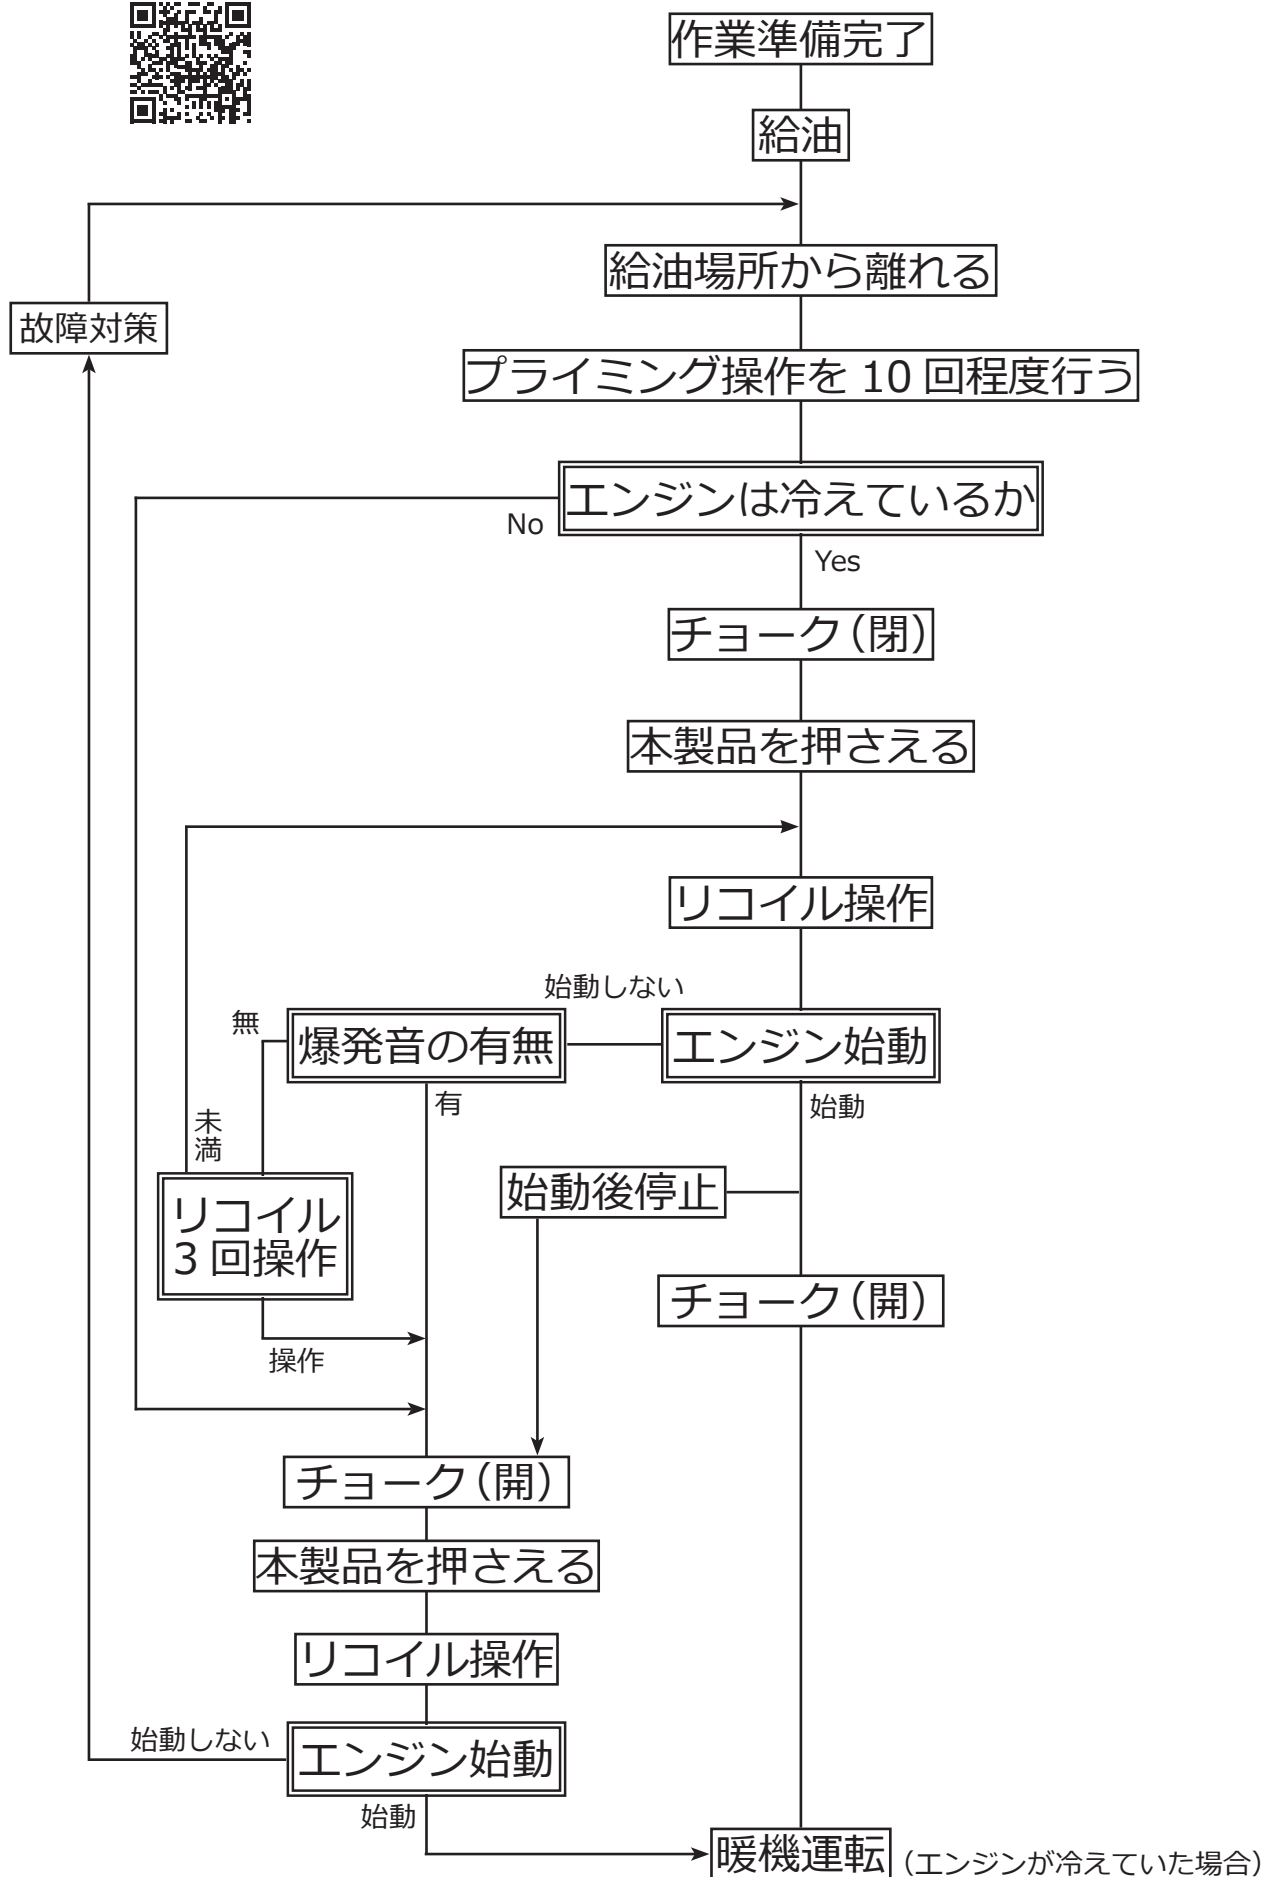 作業準備完了
給油
給油場所から離れる
故障対策
プライミング操作を 10 回程度行う
エンジンは冷えているか
No
Yes
チョーク（閉）
本製品を押さえる
リコイル操作
始動しない
無
爆発音の有無
エンジン始動
有
始動
未
満
始動後停止
リコイル
3 回操作
チョーク（開）
操作
チョーク（開）
本製品を押さえる
リコイル操作
始動しない
エンジン始動
始動
暖機運転（エンジンが冷えていた場合）